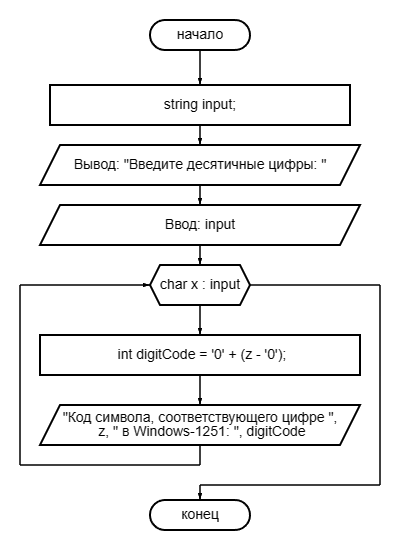 начало
string input;
Вывод: "Введите десятичные цифры: "
Ввод: input
char x : input
int digitCode = '0' + (z - '0');
"Код символа, соответствующего цифре ",
z, " в Windows-1251: ", digitCode
конец